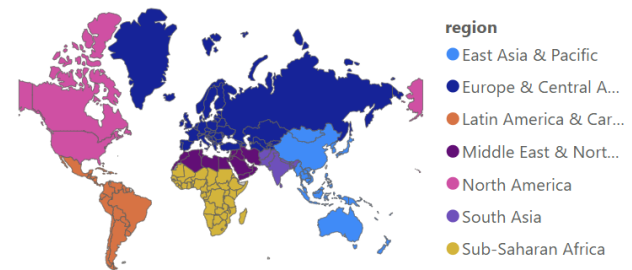 region
East Asia & Pacific
Europe & Central A...
Latin America & Car...
Middle East & Nort...
North America
South Asia
Sub-Saharan Africa